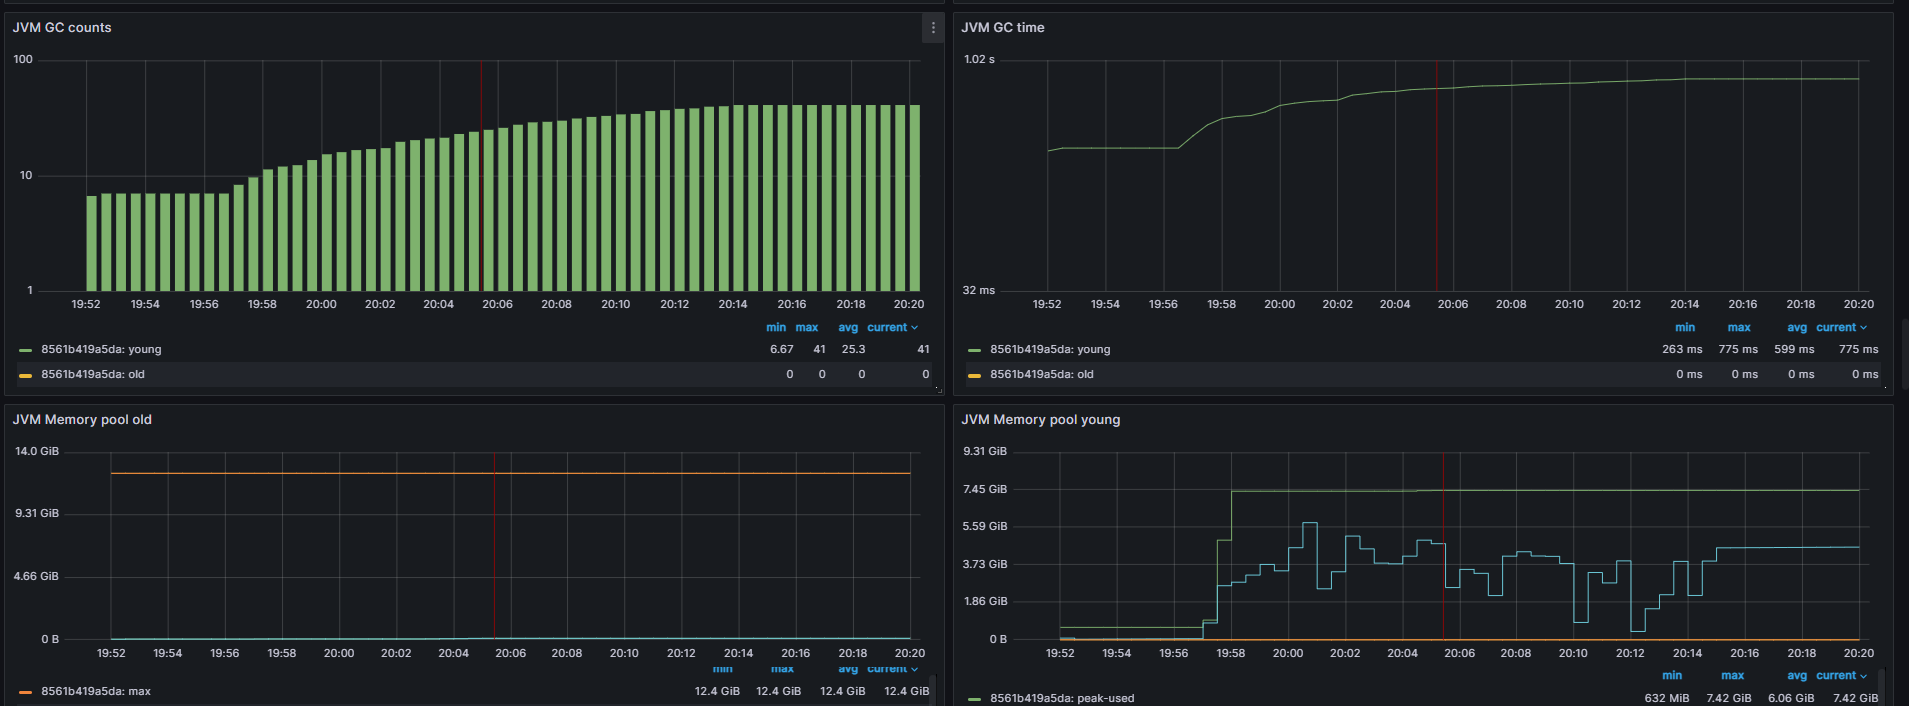 JVM GC counts
100
10
1
19:52 19:54 19:56 19:58 20:00 20:02 20:04 20:06 20:08 20:10 20:12 20:14 20:16 20:18 20:20
min max avg current
8561b419a5da: young 6.67 41 25.3 41
8561b419a5da: old 0 0 0 0
JVM GC time
1.02 s
32 ms
19:52 19:54 19:56 19:58 20:00 20:02 20:04 20:06 20:08 20:10 20:12 20:14 20:16 20:18 20:20
min max avg current
8561b419a5da: young 263 ms 775 ms 599 ms 775 ms
8561b419a5da: old 0 ms 0 ms 0 ms 0 ms
JVM Memory pool old
14.0 GiB
9.31 GiB
4.66 GiB
0 B
19:52 19:54 19:56 19:58 20:00 20:02 20:04 20:06 20:08 20:10 20:12 20:14 20:16 20:18 20:20
min max avg current
8561b419a5da: max 12.4 GiB 12.4 GiB 12.4 GiB 12.4 GiB
JVM Memory pool young
9.31 GiB
7.45 GiB
5.59 GiB
3.73 GiB
1.86 GiB
0 B
19:52 19:54 19:56 19:58 20:00 20:02 20:04 20:06 20:08 20:10 20:12 20:14 20:16 20:18 20:20
min max avg current
8561b419a5da: peak-used 632 MiB 7.42 GiB 6.06 GiB 7.42 GiB